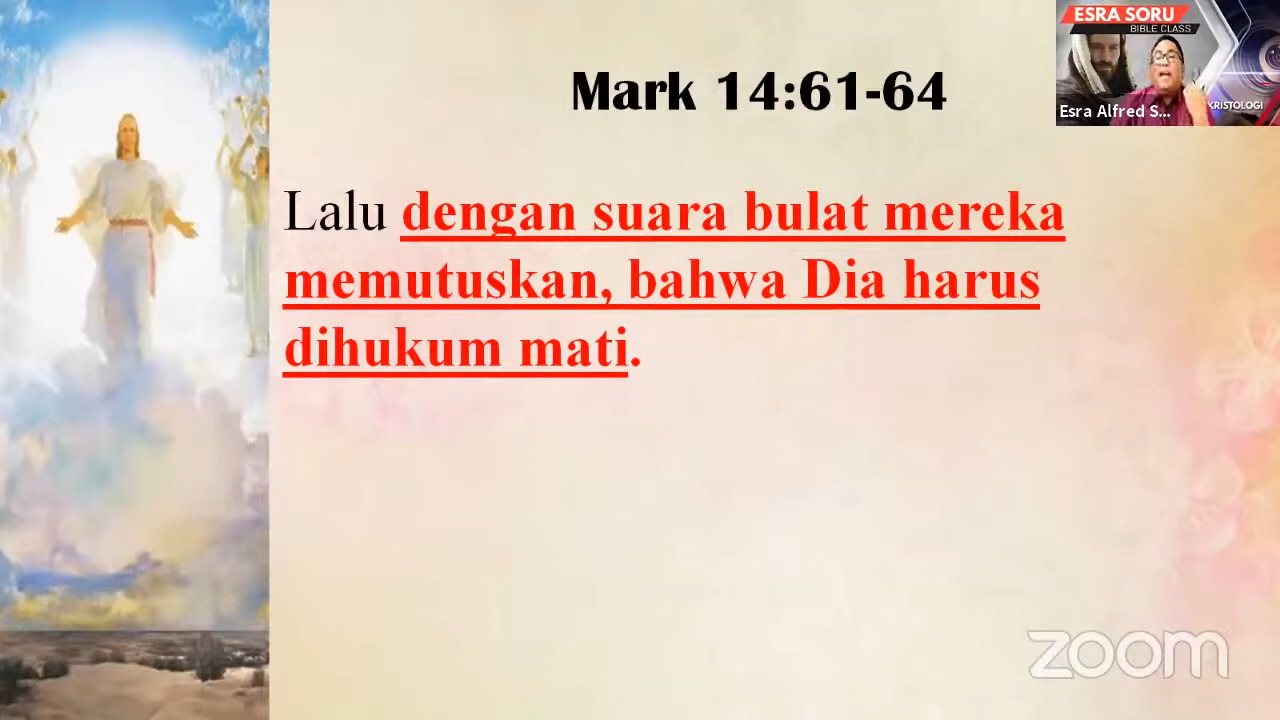 ESRA SORU
BIBLE CLASS
Mark 14:61-64
KRISTOLOGI
Esra Alfred S...
Lalu dengan suara bulat mereka
memutuskan, bahwa Dia harus
dihukum mati.
zoom